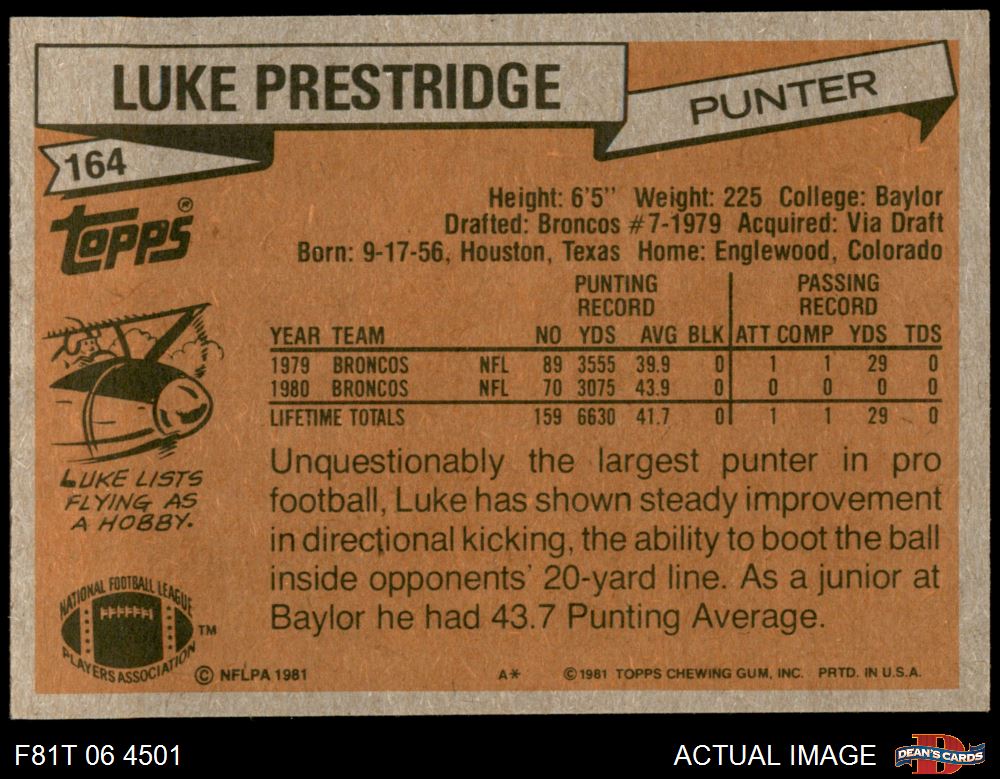 LUKE PRESTRIDGE
PUNTER
164
Topps®
Height: 6'5" Weight: 225 College: Baylor
Drafted: Broncos #7-1979 Acquired: Via Draft
Born: 9-17-56, Houston, Texas Home: Englewood, Colorado
PUNTING RECORD PASSING RECORD
YEAR TEAM NO YDS AVG BLK ATT COMP YDS TDS
1979 BRONCOS NFL 89 3555 39.9 0 1 1 29 0
1980 BRONCOS NFL 70 3075 43.9 0 0 0 0 0
LIFETIME TOTALS 159 6630 41.7 0 1 1 29 0
LUKE LISTS
FLYING AS
A HOBBY.
Unquestionably the largest punter in pro
football, Luke has shown steady improvement
in directional kicking, the ability to boot the ball
inside opponents' 20-yard line. As a junior at
Baylor he had 43.7 Punting Average.
NATIONAL FOOTBALL LEAGUE
PLAYERS ASSOCIATION
TM
© NFLPA 1981
A* © 1981 TOPPS CHEWING GUM, INC. PRTD. IN U.S.A.
F81T 06 4501
ACTUAL IMAGE
D
DEAN'S CARDS